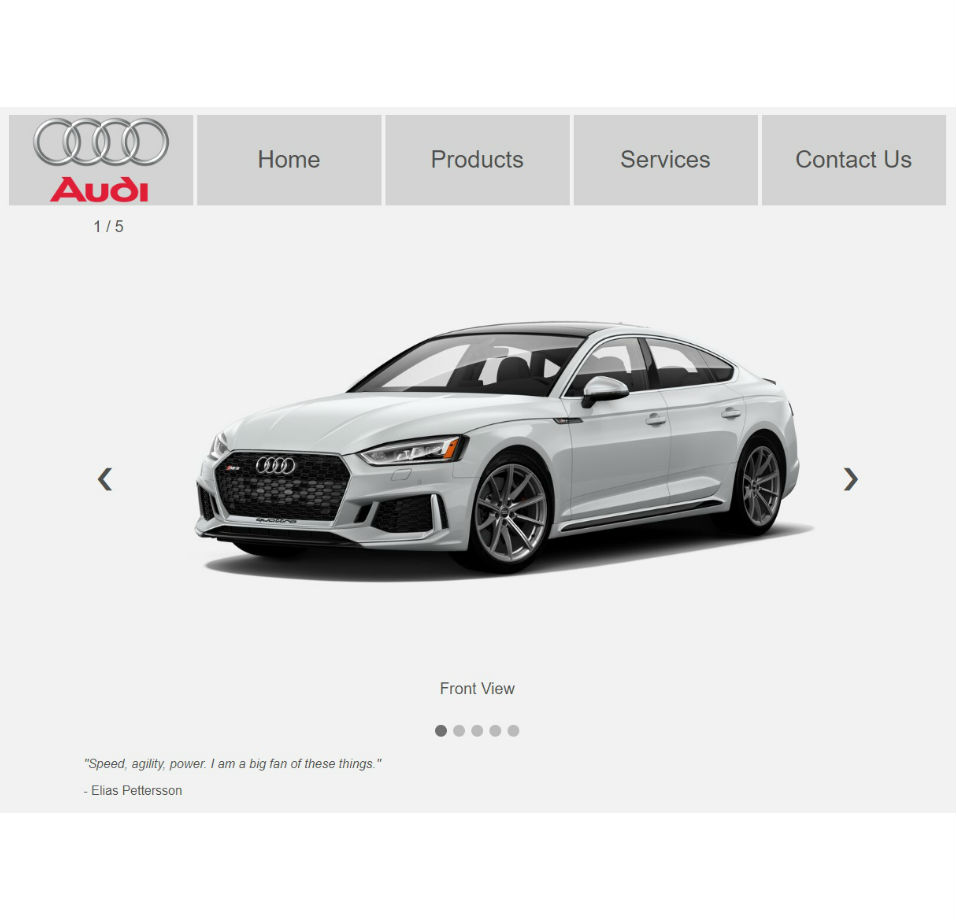 Audi
Home
Products
Services
Contact Us
1 / 5
quattro
❮
❯
Front View
"Speed, agility, power. I am a big fan of these things."
- Elias Pettersson